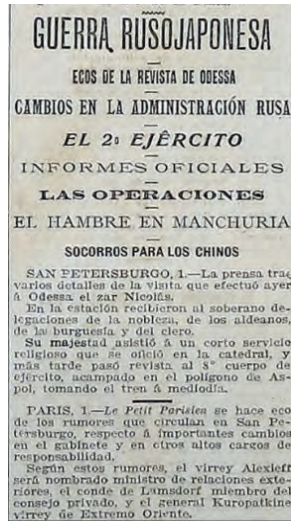 GUERRA RUSOJAPONESA
ECOS DE LA REVISTA DE ODESSA
CAMBIOS EN LA ADMINISTRACIÓN RUSA
EL 2º EJÉRCITO
INFORMES OFICIALES
LAS OPERACIONES
EL HAMBRE EN MANCHURIA
SOCORROS PARA LOS CHINOS
SAN PETERSBURGO, 1.—La prensa trae
varios detalles de la visita que efectuó ayer
á Odessa el zar Nicolás.
En la estación recibieron al soberano de-
legaciones de la nobleza, de los aldeanos,
de la burguesía y del clero.
Su majestad asistió á un corto servicio
religioso que se ofició en la catedral, y
más tarde pasó revista al 8º cuerpo de
ejército, acampado en el polígono de As-
pol, tomando el tren á mediodía.
PARIS, 1.—Le Petit Parisien se hace eco
de los rumores que circulan en San Pe-
tersburgo, respecto á importantes cambios
en el gabinete y en otros altos cargos de
responsabilidad.
Según estos rumores, el virrey Alexieff
será nombrado ministro de relaciones exte-
riores, el conde de Lamsdorf miembro del
consejo privado, y el general Kuropatkine
virrey de Extremo Oriente.